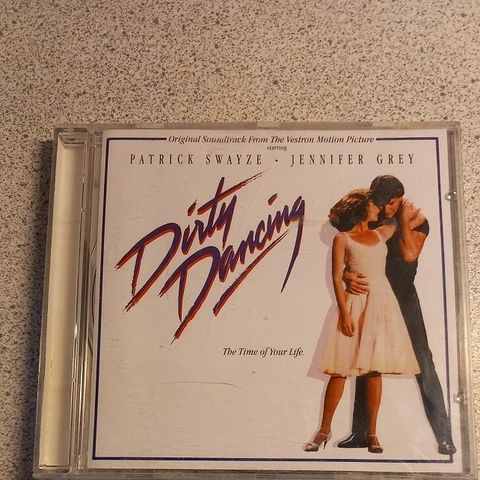 Original Soundtrack From The Vestron Motion Picture
starring
PATRICK SWAYZE • JENNIFER GREY
Dirty
Dancing
The Time of Your Life.